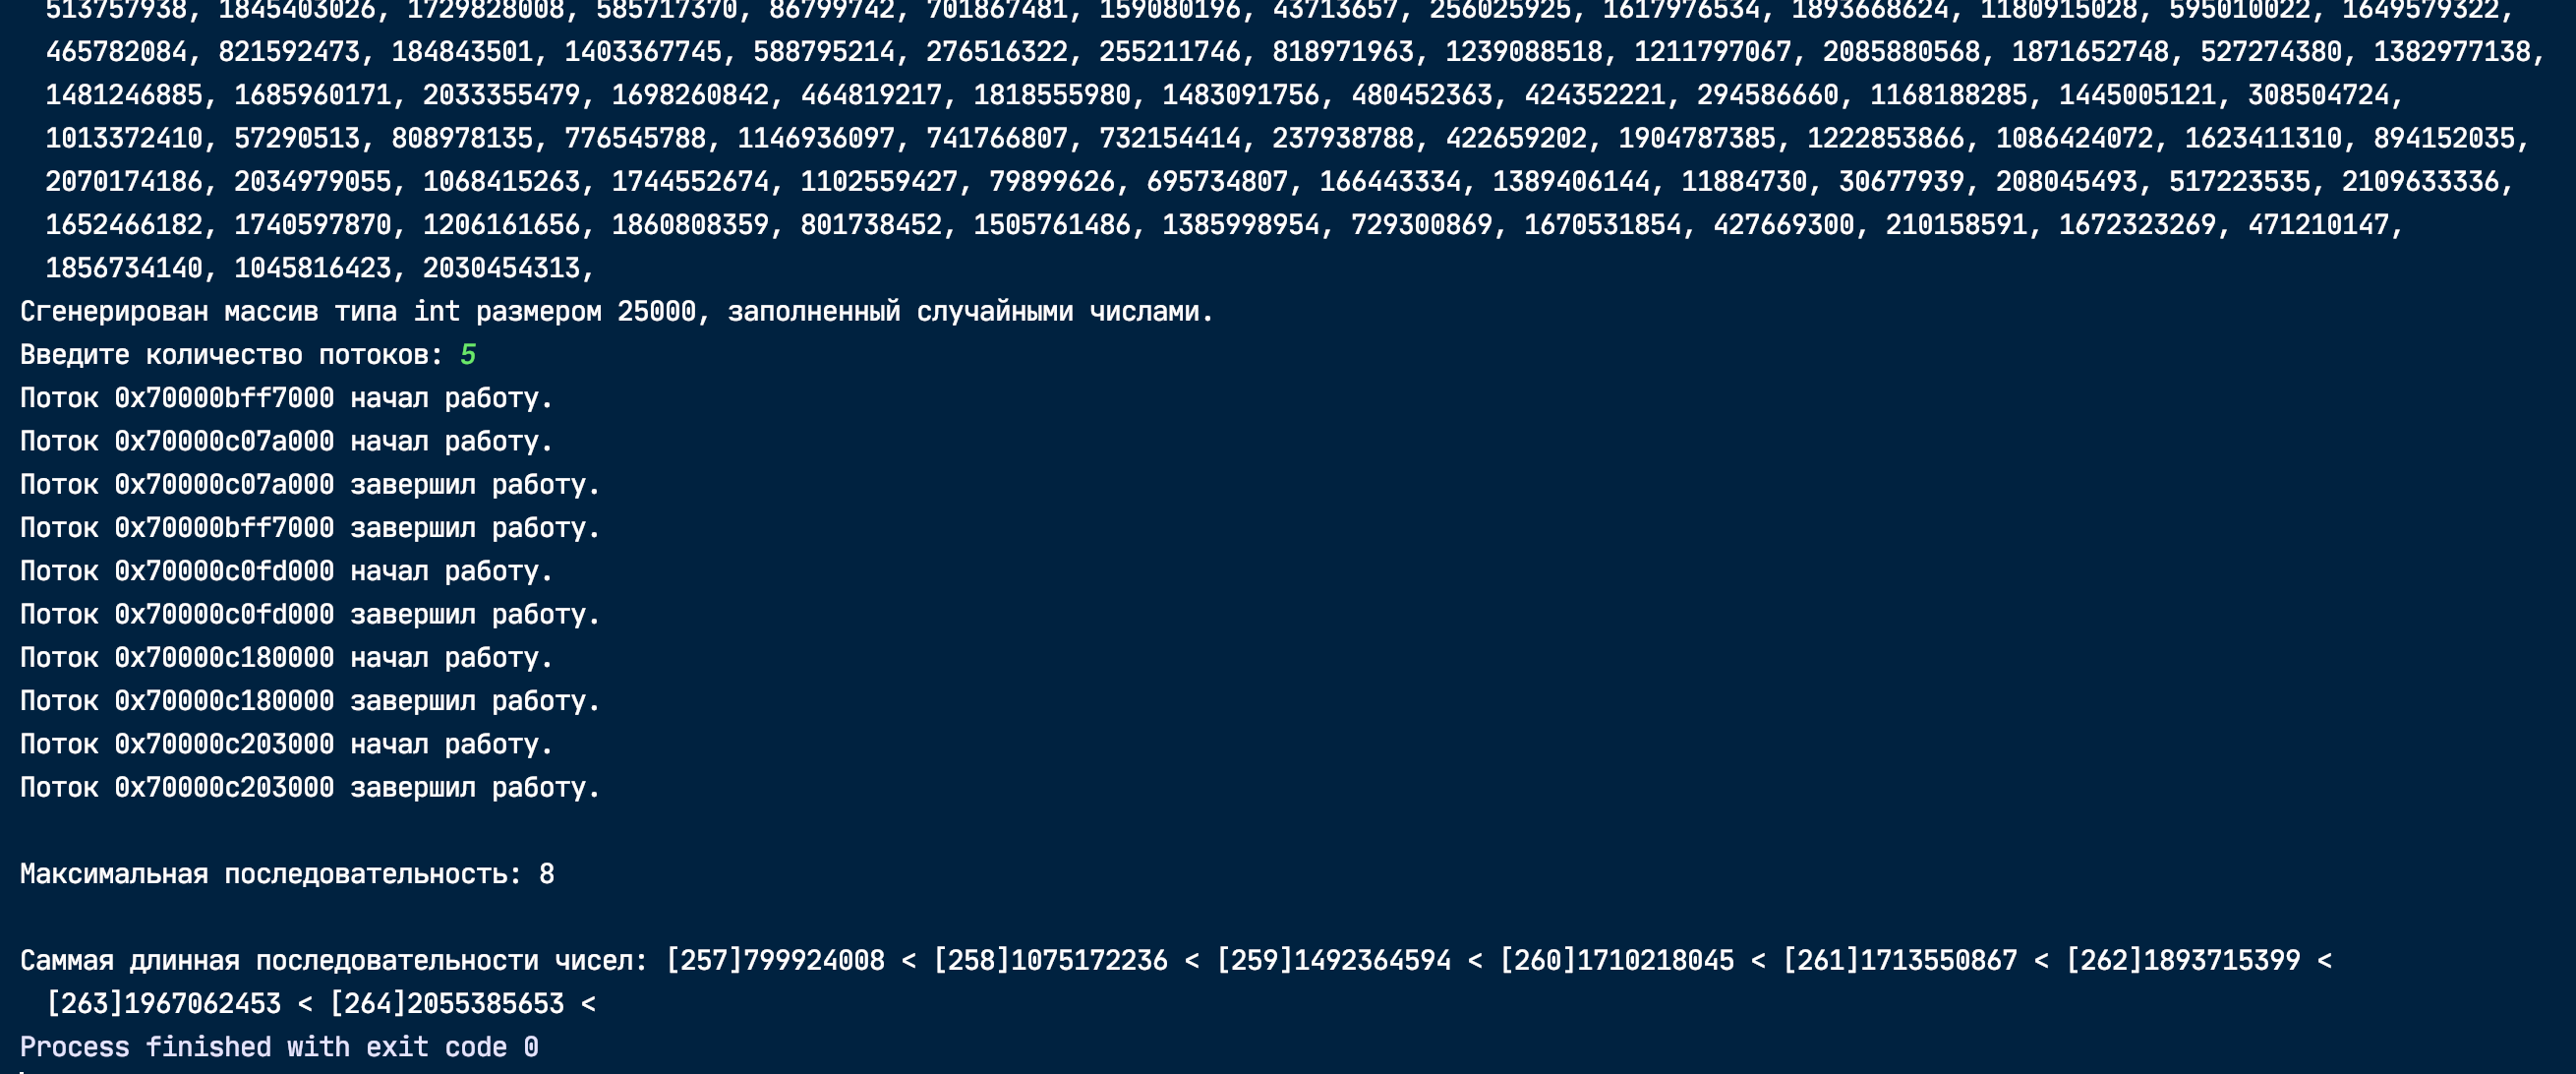 513757938, 1845403026, 1729828008, 585717370, 86799742, 701867481, 159080196, 43713657, 256025925, 1617976534, 1893668624, 1180915028, 595010022, 1649579322,
465782084, 821592473, 184843501, 1403367745, 588795214, 276516322, 255211746, 818971963, 1239088518, 1211797067, 2085880568, 1871652748, 527274380, 1382977138,
1481246885, 1685960171, 2033355479, 1698260842, 464819217, 1818555980, 1483091756, 480452363, 424352221, 294586660, 1168188285, 1445005121, 308504724,
1013372410, 57290513, 808978135, 776545788, 1146936097, 741766807, 732154414, 237938788, 422659202, 1904787385, 1222853866, 1086424072, 1623411310, 894152035,
2070174186, 2034979055, 1068415263, 1744552674, 1102559427, 79899626, 695734807, 166443334, 1389406144, 11884730, 30677939, 208045493, 517223535, 2109633336,
1652466182, 1740597870, 1206161656, 1860808359, 801738452, 1505761486, 1385998954, 729300869, 1670531854, 427669300, 210158591, 1672323269, 471210147,
1856734140, 1045816423, 2030454313,
Сгенерирован массив типа int размером 25000, заполненный случайными числами.
Введите количество потоков: 5
Поток 0x70000bff7000 начал работу.
Поток 0x70000c07a000 начал работу.
Поток 0x70000c07a000 завершил работу.
Поток 0x70000bff7000 завершил работу.
Поток 0x70000c0fd000 начал работу.
Поток 0x70000c0fd000 завершил работу.
Поток 0x70000c180000 начал работу.
Поток 0x70000c180000 завершил работу.
Поток 0x70000c203000 начал работу.
Поток 0x70000c203000 завершил работу.
Максимальная последовательность: 8
Саммая длинная последовательности чисел: [257]799924008 < [258]1075172236 < [259]1492364594 < [260]1710218045 < [261]1713550867 < [262]1893715399 <
[263]1967062453 < [264]2055385653 <
Process finished with exit code 0